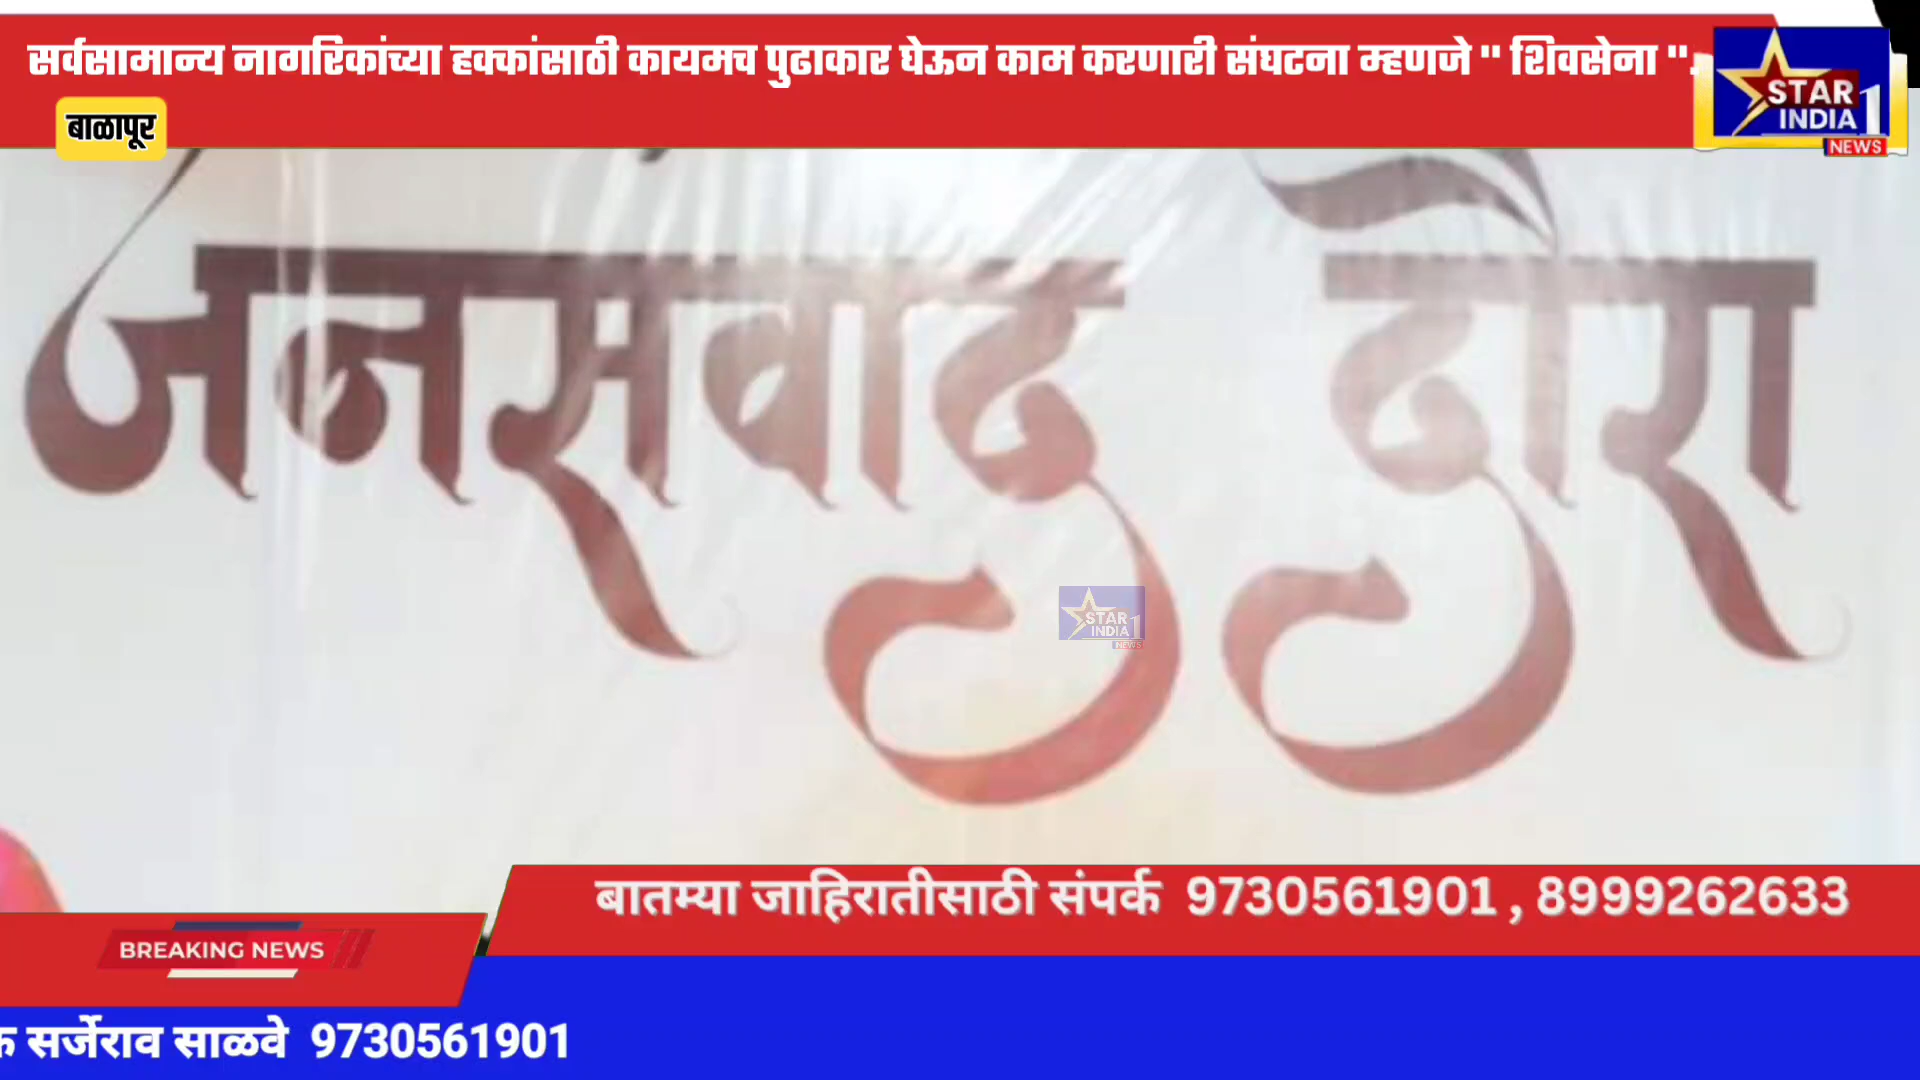 सर्वसामान्य नागरिकांच्या हक्कांसाठी कायमच पुढाकार घेऊन काम करणारी संघटना म्हणजे " शिवसेना ".
STAR
INDIA 1
NEWS
बाळापूर
जनसंवाद दौरा
STAR
INDIA 1
NEWS
बातम्या जाहिरातीसाठी संपर्क 9730561901 , 8999262633
BREAKING NEWS
सर्जेराव साळवे 9730561901